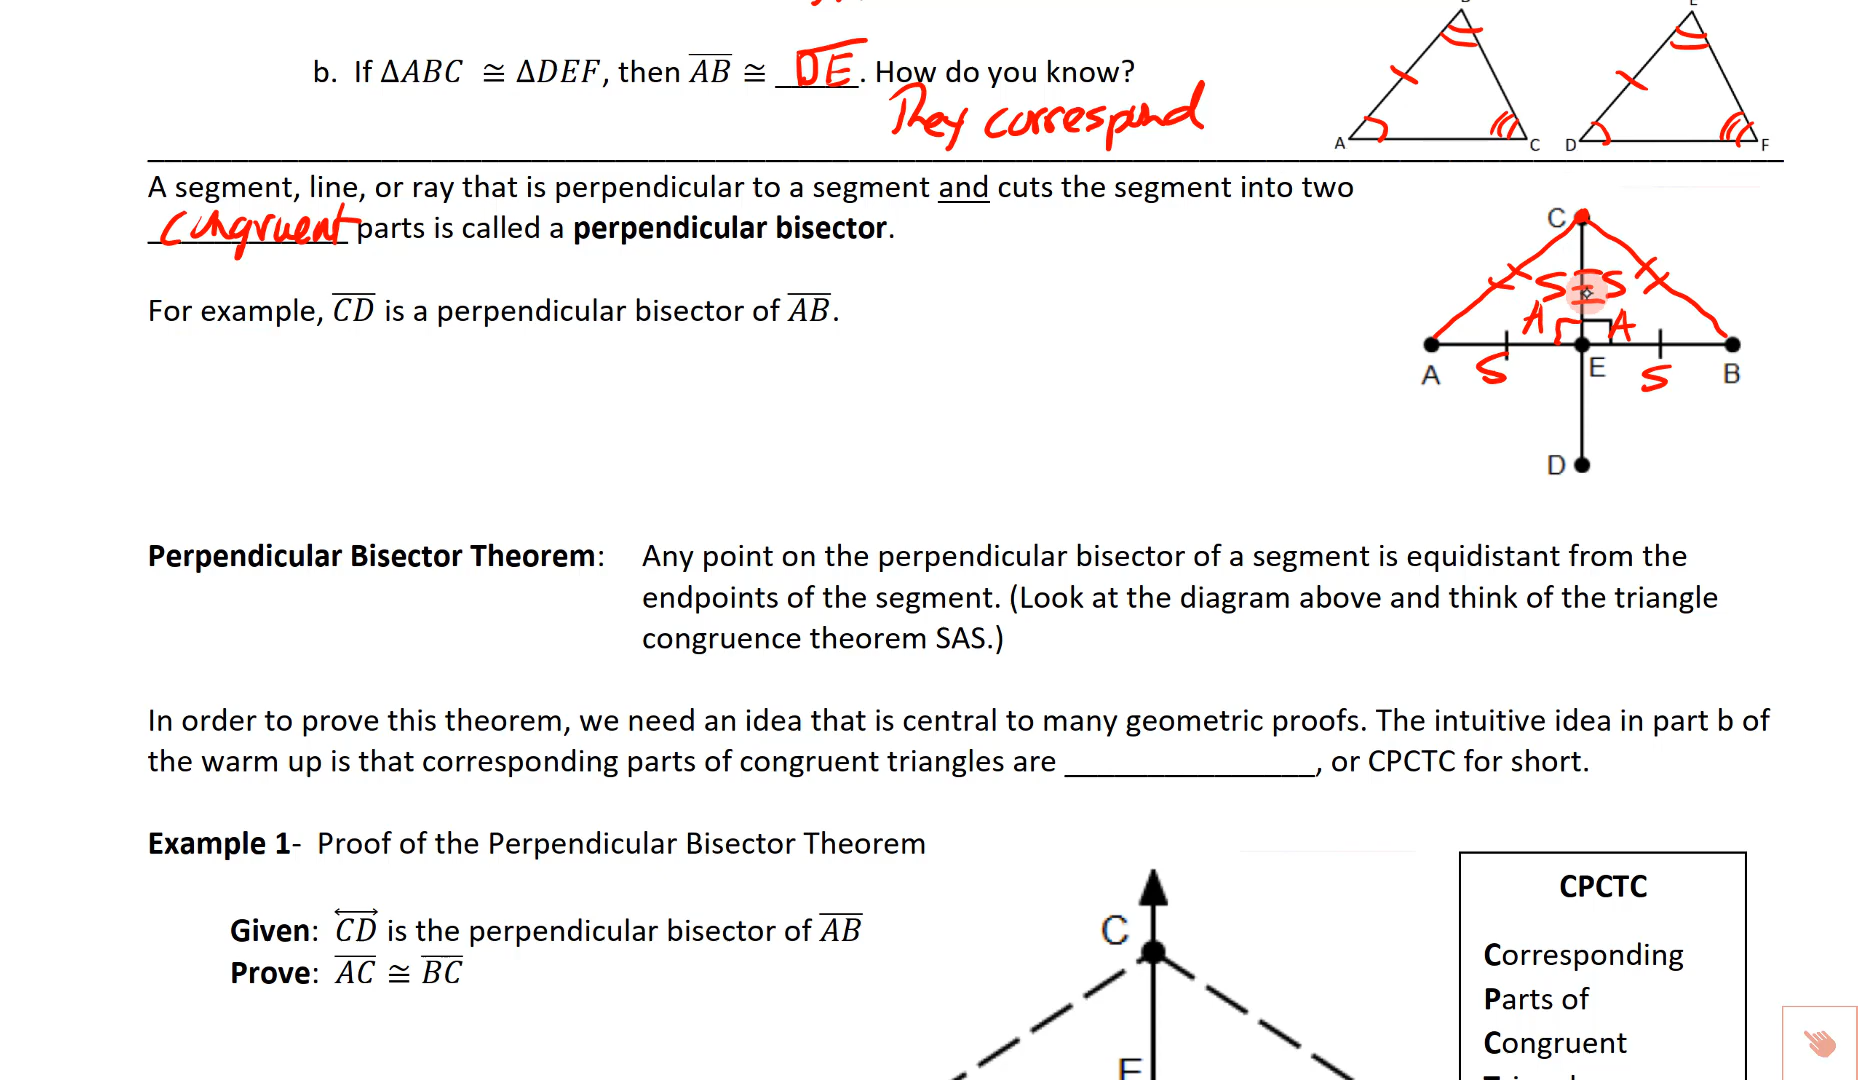 b. If ΔABC ≅ ΔDEF, then AB ≅ DE. How do you know?
They correspond
A C D F
A segment, line, or ray that is perpendicular to a segment and cuts the segment into two
congruent parts is called a perpendicular bisector.
C
S S
For example, CD is a perpendicular bisector of AB.
A A
A S E S B
D
Perpendicular Bisector Theorem: Any point on the perpendicular bisector of a segment is equidistant from the
endpoints of the segment. (Look at the diagram above and think of the triangle
congruence theorem SAS.)
In order to prove this theorem, we need an idea that is central to many geometric proofs. The intuitive idea in part b of
the warm up is that corresponding parts of congruent triangles are _______________, or CPCTC for short.
Example 1- Proof of the Perpendicular Bisector Theorem
CPCTC
Given: CD is the perpendicular bisector of AB
C
Corresponding
Prove: AC ≅ BC
Parts of
Congruent